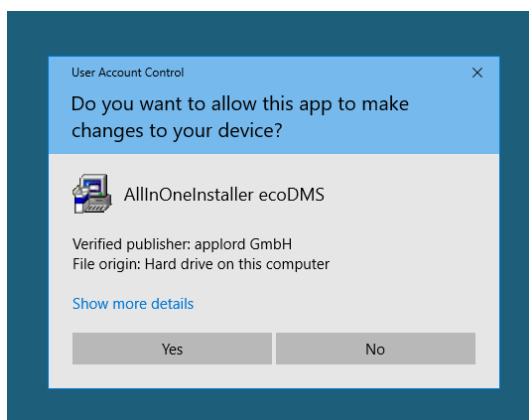 User Account Control
Do you want to allow this app to make
changes to your device?
AllInOneInstaller ecoDMS
Verified publisher: applord GmbH
File origin: Hard drive on this computer
Show more details
Yes
No